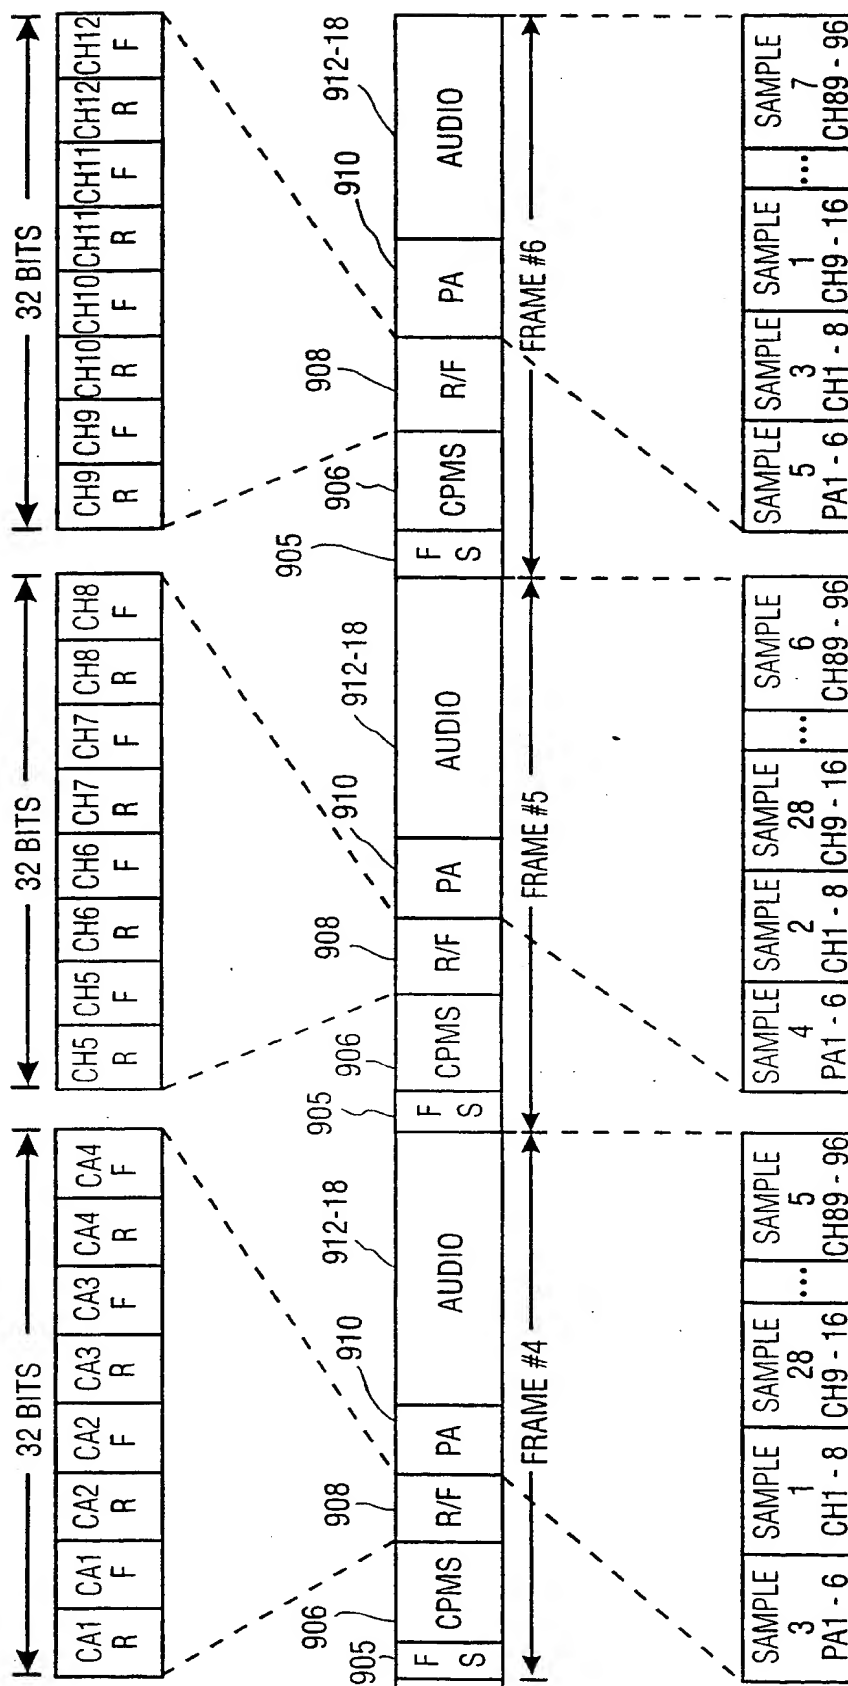 32 BITS 32 BITS 32 BITS
CA1 CA1 CA2 CA2 CA3 CA3 CA4 CA4 CH5 CH5 CH6 CH6 CH7 CH7 CH8 CH8 CH9 CH9 CH10 CH10 CH11 CH11 CH12 CH12
R F R F R F R F R F R F R F R F R F R F R F R F
905 906 908 910 912-18 905 906 908 910 912-18 905 906 908 910 912-18
F S CPMS R/F PA AUDIO F S CPMS R/F PA AUDIO F S CPMS R/F PA AUDIO
FRAME #4 FRAME #5 FRAME #6
SAMPLE SAMPLE SAMPLE ... SAMPLE SAMPLE SAMPLE SAMPLE ... SAMPLE SAMPLE SAMPLE SAMPLE ... SAMPLE
3 1 28 5 4 2 28 6 5 3 1 7
PA1 - 6 CH1 - 8 CH9 - 16 CH89 - 96 PA1 - 6 CH1 - 8 CH9 - 16 CH89 - 96 PA1 - 6 CH1 - 8 CH9 - 16 CH89 - 96